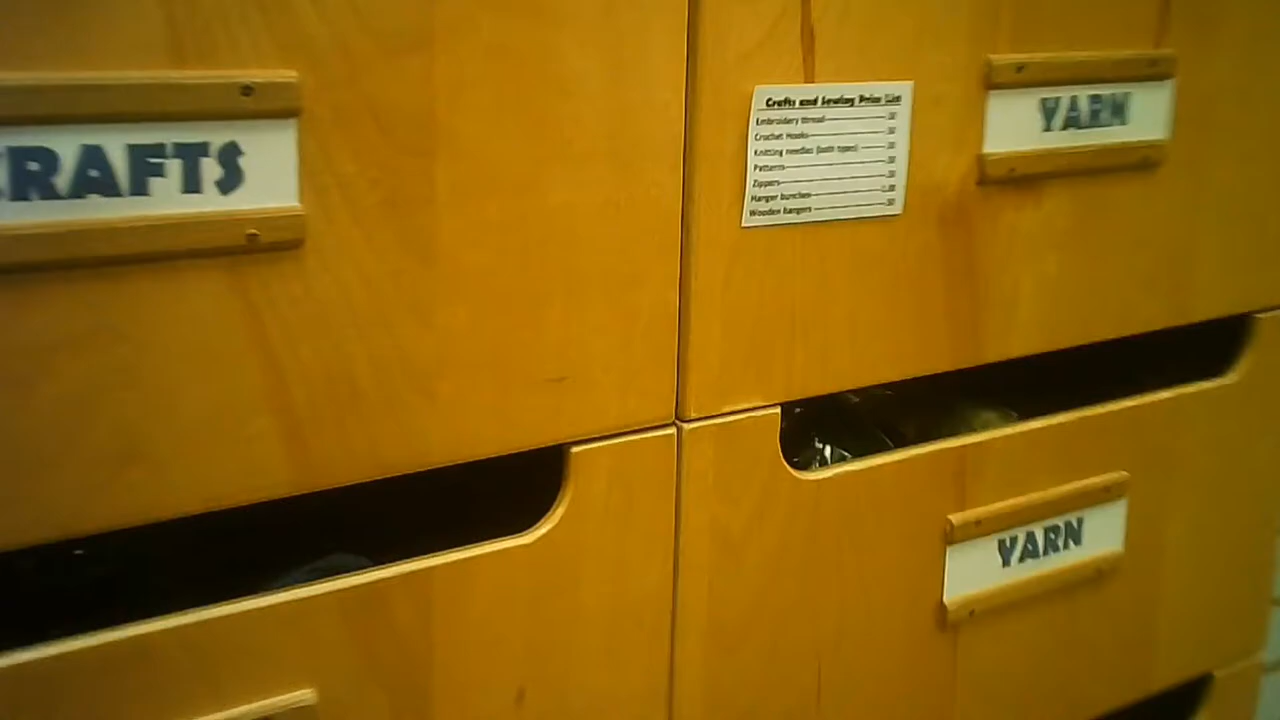 CRAFTS
Crafts and Sewing Price List
Embroidery thread
Crochet Hooks
Knitting needles (both types)
Patterns
Zippers
Hanger bunches
Wooden hangers
YARN
YARN